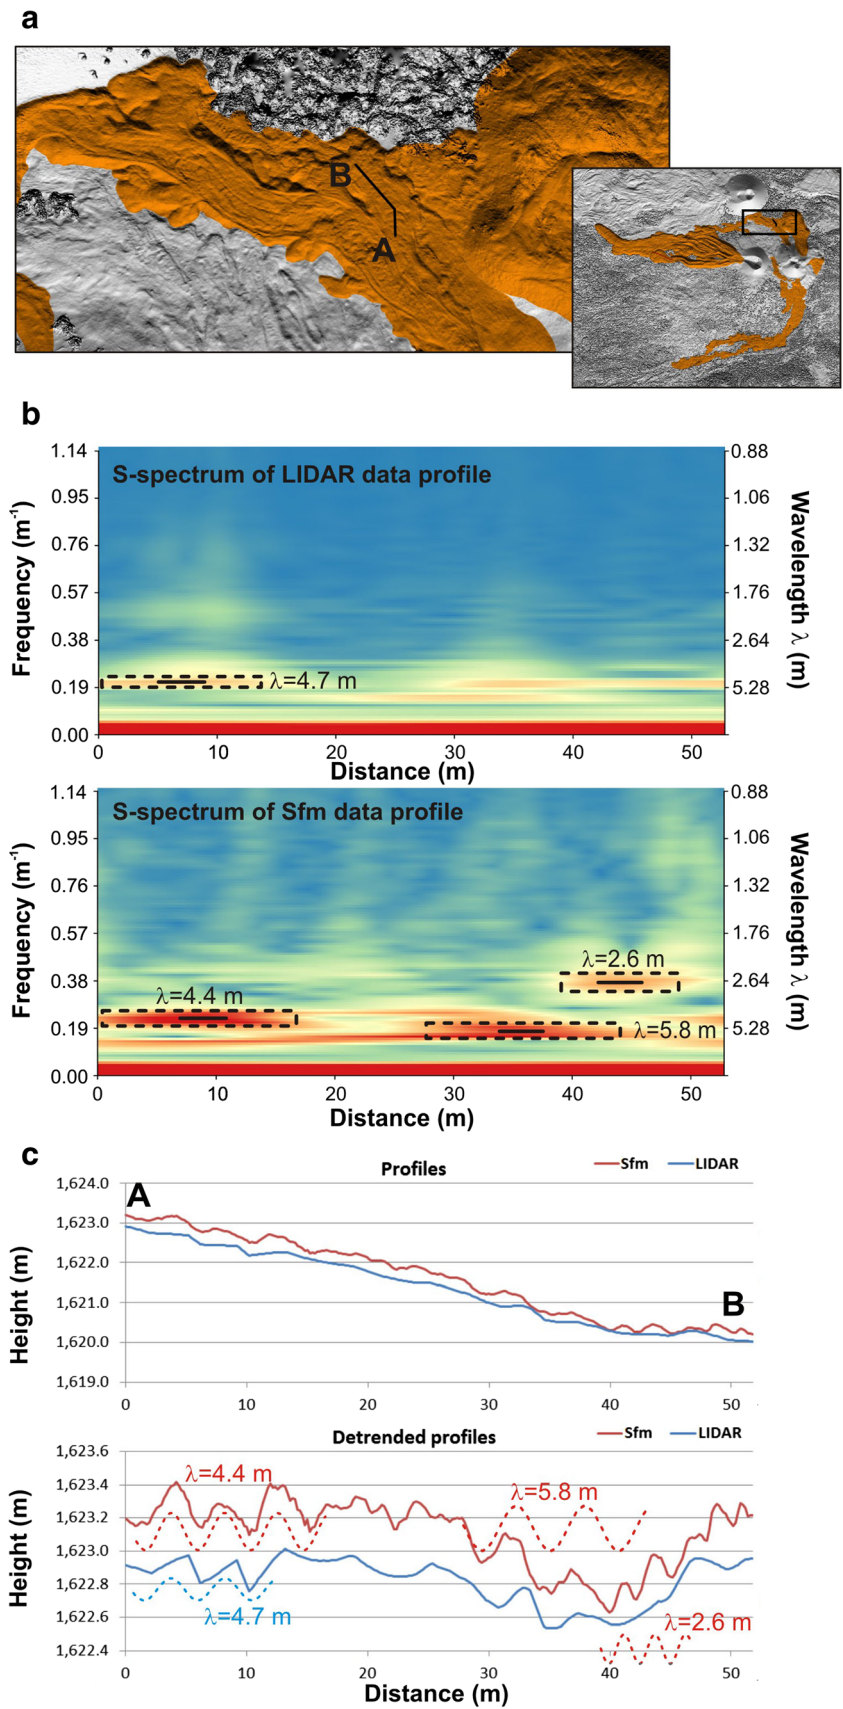 a
B
A
b
S-spectrum of LIDAR data profile
Frequency (m⁻¹)
1.14
0.95
0.76
0.57
0.38
0.19
0.00
0.88
1.06
1.32
1.76
2.64
5.28
Wavelength λ (m)
λ=4.7 m
0 10 20 30 40 50
Distance (m)
S-spectrum of Sfm data profile
Frequency (m⁻¹)
1.14
0.95
0.76
0.57
0.38
0.19
0.00
0.88
1.06
1.32
1.76
2.64
5.28
Wavelength λ (m)
λ=2.6 m
λ=4.4 m
λ=5.8 m
0 10 20 30 40 50
Distance (m)
c
Profiles
Sfm LIDAR
Height (m)
1,624.0
1,623.0
1,622.0
1,621.0
1,620.0
1,619.0
A
B
0 10 20 30 40 50
Detrended profiles
Sfm LIDAR
Height (m)
1,623.6
1,623.4
1,623.2
1,623.0
1,622.8
1,622.6
1,622.4
λ=4.4 m
λ=5.8 m
λ=4.7 m
λ=2.6 m
0 10 20 30 40 50
Distance (m)